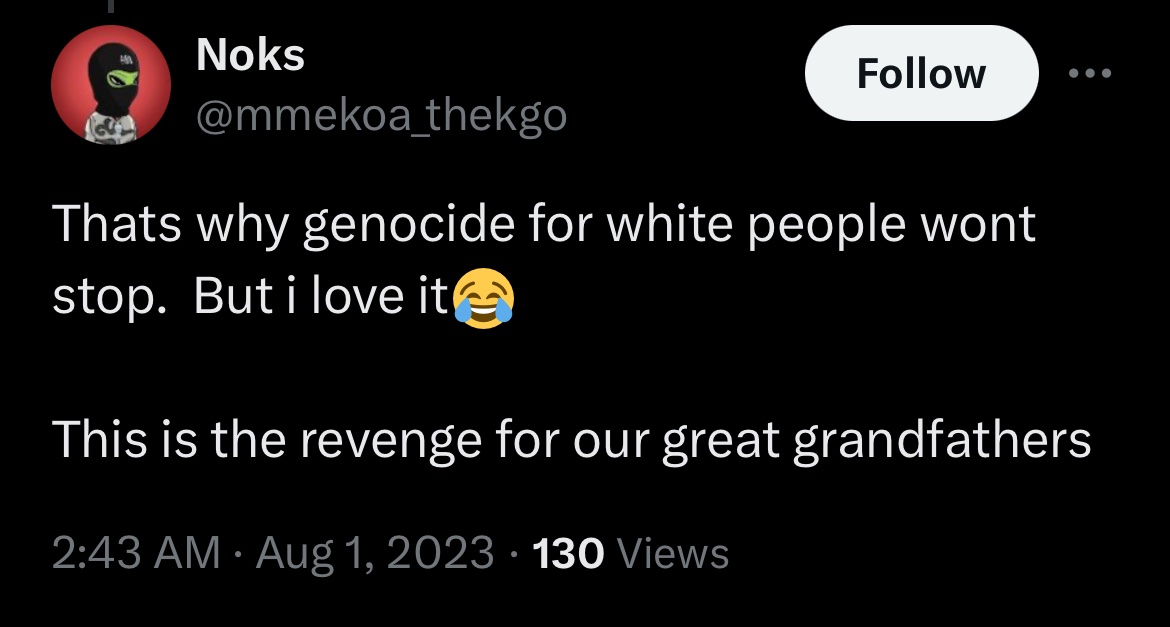 Noks
Follow
@mmekoa_thekgo
Thats why genocide for white people wont
stop.  But i love it😂
This is the revenge for our great grandfathers
2:43 AM · Aug 1, 2023 · 130 Views